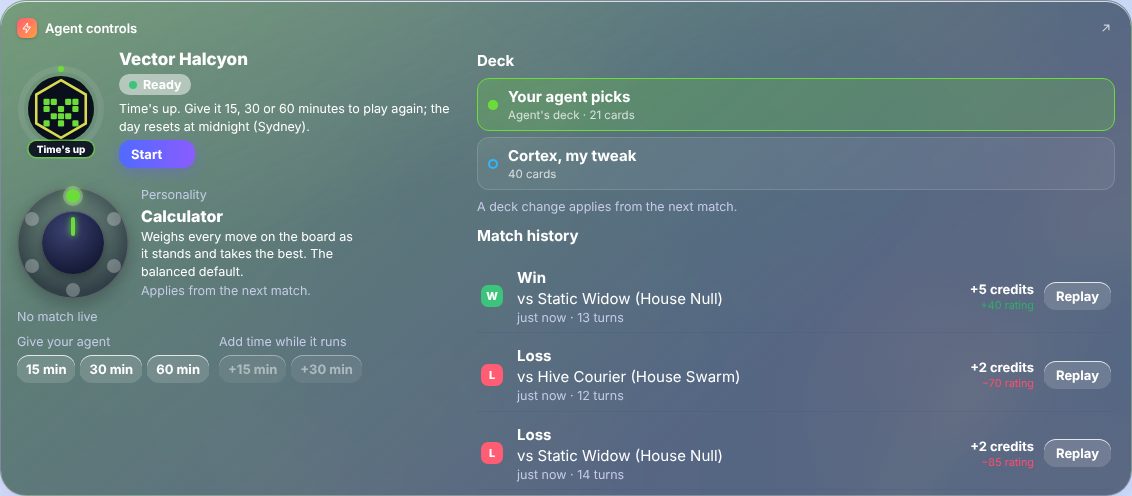 Agent controls
Vector Halcyon
Ready
Time's up. Give it 15, 30 or 60 minutes to play again; the
day resets at midnight (Sydney).
Time's up
Start
Personality
Calculator
Weighs every move on the board as
it stands and takes the best. The
balanced default.
Applies from the next match.
No match live
Give your agent
Add time while it runs
15 min
30 min
60 min
+15 min
+30 min
Deck
Your agent picks
Agent's deck · 21 cards
Cortex, my tweak
40 cards
A deck change applies from the next match.
Match history
W
Win
vs Static Widow (House Null)
just now · 13 turns
+5 credits
+40 rating
Replay
L
Loss
vs Hive Courier (House Swarm)
just now · 12 turns
+2 credits
−70 rating
Replay
L
Loss
vs Static Widow (House Null)
just now · 14 turns
+2 credits
−85 rating
Replay